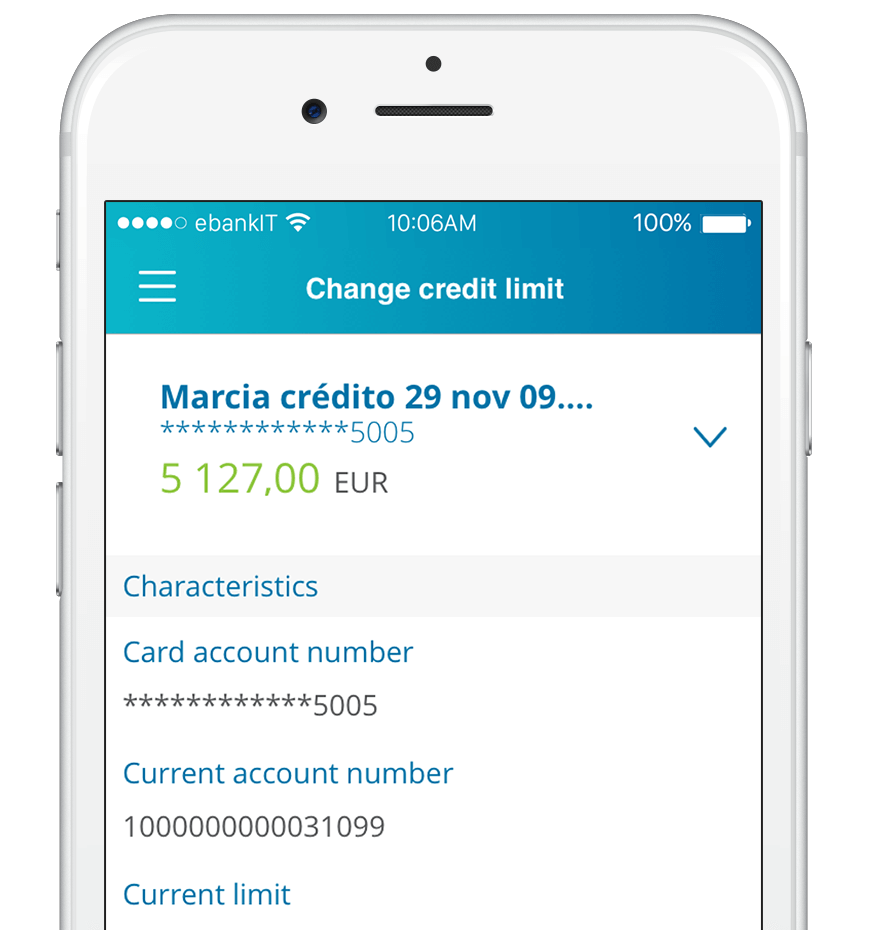 ebankIT 10:06AM 100%
Change credit limit
Marcia crédito 29 nov 09....
************5005
5 127,00 EUR
Characteristics
Card account number
************5005
Current account number
1000000000031099
Current limit